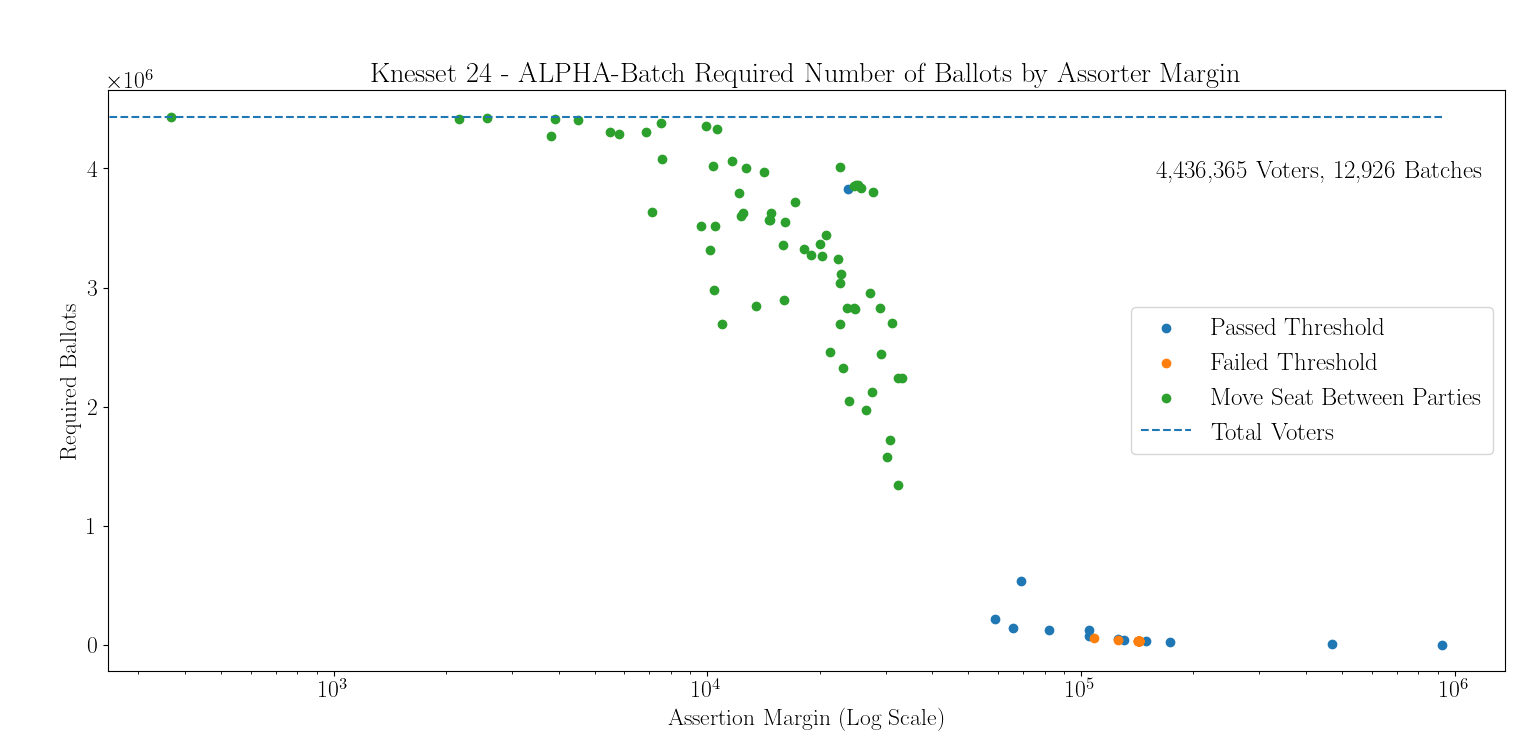 Knesset 24 - ALPHA-Batch Required Number of Ballots by Assorter Margin
×10⁶
4,436,365 Voters, 12,926 Batches
4
3
2
1
0
Required Ballots
Passed Threshold
Failed Threshold
Move Seat Between Parties
Total Voters
10³ 10⁴ 10⁵ 10⁶
Assertion Margin (Log Scale)